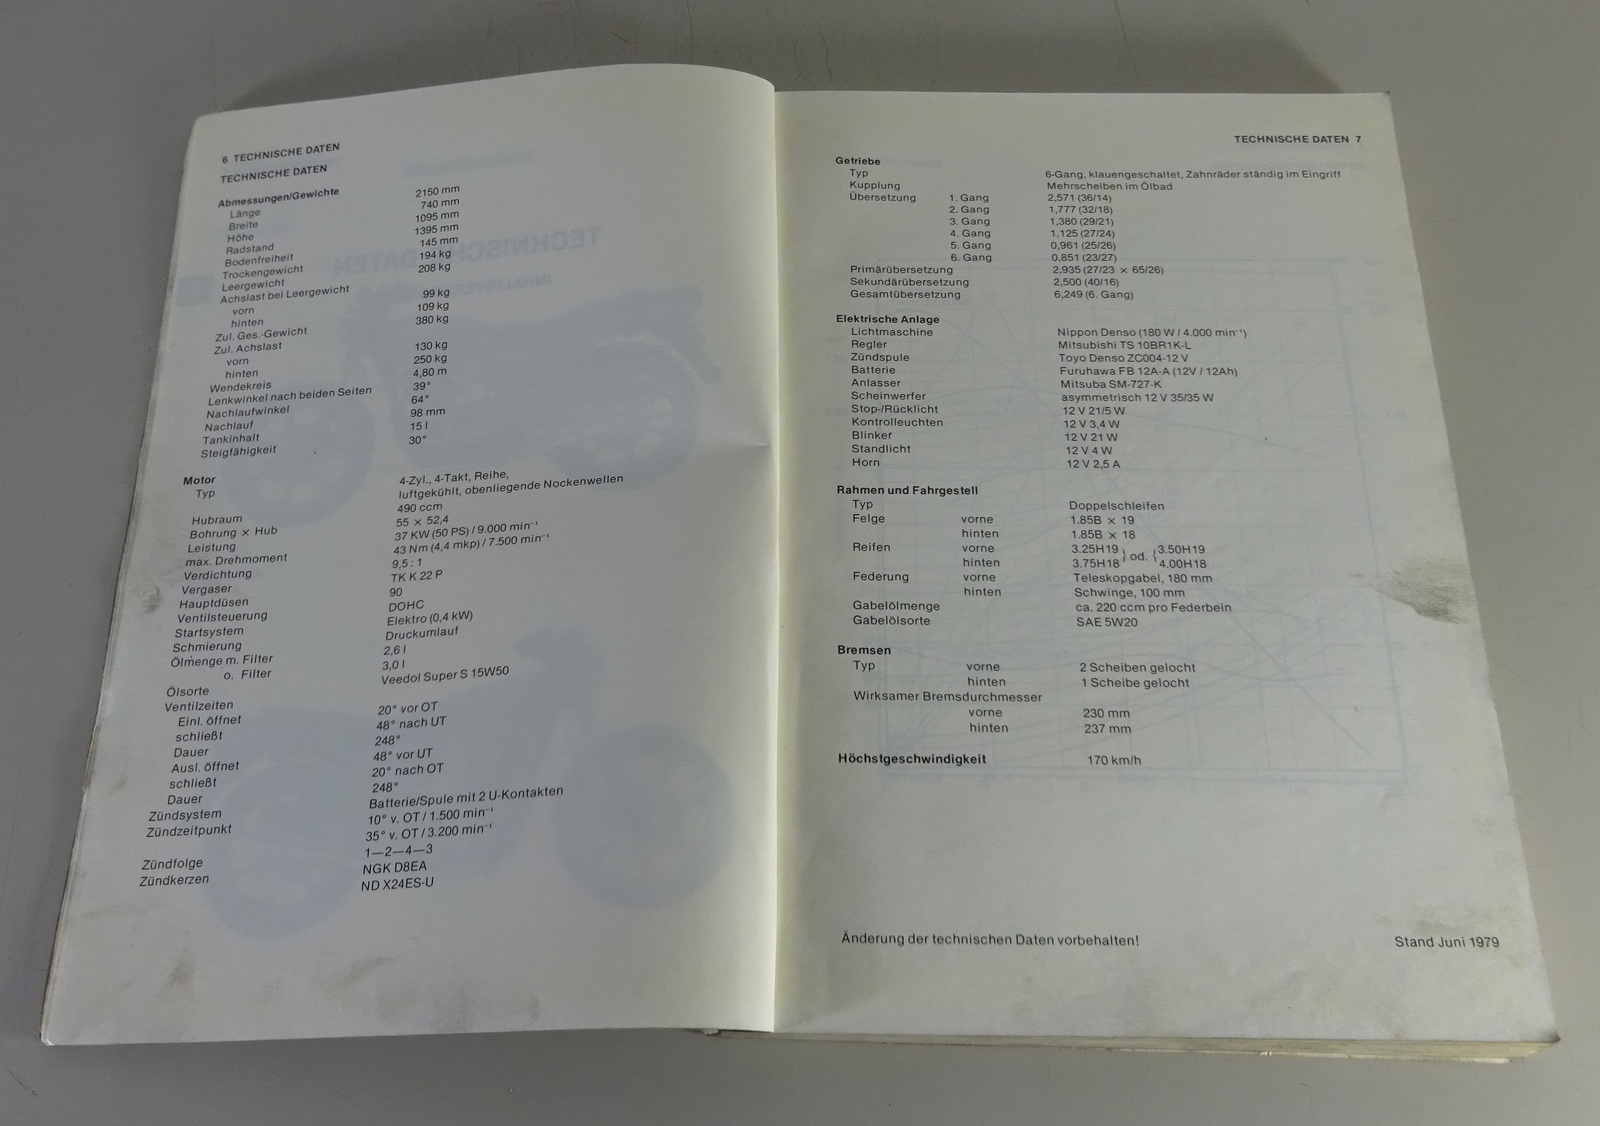 6 TECHNISCHE DATEN
TECHNISCHE DATEN
Abmessungen/Gewichte
Länge 2150 mm
Breite 740 mm
Höhe 1095 mm
Radstand 1395 mm
Bodenfreiheit 145 mm
Trockengewicht 194 kg
Leergewicht 208 kg
Achslast bei Leergewicht
vorn 99 kg
hinten 109 kg
Zul. Ges.-Gewicht 380 kg
Zul. Achslast
vorn 130 kg
hinten 250 kg
Wendekreis 4,80 m
Lenkwinkel nach beiden Seiten 39°
Nachlaufwinkel 64°
Nachlauf 98 mm
Tankinhalt 15 l
Steigfähigkeit 30°
Motor
Typ 4-Zyl., 4-Takt, Reihe,
luftgekühlt, obenliegende Nockenwellen
Hubraum 490 ccm
Bohrung × Hub 55 × 52,4
Leistung 37 KW (50 PS) / 9.000 min⁻¹
max. Drehmoment 43 Nm (4,4 mkp) / 7.500 min⁻¹
Verdichtung 9,5 : 1
Vergaser TK K 22 P
Hauptdüsen 90
Ventilsteuerung DOHC
Startsystem Elektro (0,4 kW)
Schmierung Druckumlauf
Ölmenge m. Filter 2,6 l
o. Filter 3,0 l
Ölsorte Veedol Super S 15W50
Ventilzeiten
Einl. öffnet 20° vor OT
schließt 48° nach UT
Dauer 248°
Ausl. öffnet 48° vor UT
schließt 20° nach OT
Dauer 248°
Zündsystem Batterie/Spule mit 2 U-Kontakten
Zündzeitpunkt 10° v. OT / 1.500 min⁻¹
35° v. OT / 3.200 min⁻¹
Zündfolge 1—2—4—3
Zündkerzen NGK D8EA
ND X24ES-U
TECHNISCHE DATEN 7
Getriebe
Typ 6-Gang, klauengeschaltet, Zahnräder ständig im Eingriff
Kupplung Mehrscheiben im Ölbad
Übersetzung 1. Gang 2,571 (36/14)
2. Gang 1,777 (32/18)
3. Gang 1,380 (29/21)
4. Gang 1,125 (27/24)
5. Gang 0,961 (25/26)
6. Gang 0,851 (23/27)
Primärübersetzung 2,935 (27/23 × 65/26)
Sekundärübersetzung 2,500 (40/16)
Gesamtübersetzung 6,249 (6. Gang)
Elektrische Anlage
Lichtmaschine Nippon Denso (180 W / 4.000 min⁻¹)
Regler Mitsubishi TS 10BR1K-L
Zündspule Toyo Denso ZC004-12 V
Batterie Furuhawa FB 12A-A (12V / 12Ah)
Anlasser Mitsuba SM-727-K
Scheinwerfer asymmetrisch 12 V 35/35 W
Stop-/Rücklicht 12 V 21/5 W
Kontrolleuchten 12 V 3,4 W
Blinker 12 V 21 W
Standlicht 12 V 4 W
Horn 12 V 2,5 A
Rahmen und Fahrgestell
Typ Doppelschleifen
Felge vorne 1.85B × 19
hinten 1.85B × 18
Reifen vorne 3.25H19 } od. { 3.50H19
hinten 3.75H18 } od. { 4.00H18
Federung vorne Teleskopgabel, 180 mm
hinten Schwinge, 100 mm
Gabelölmenge ca. 220 ccm pro Federbein
Gabelölsorte SAE 5W20
Bremsen
Typ vorne 2 Scheiben gelocht
hinten 1 Scheibe gelocht
Wirksamer Bremsdurchmesser
vorne 230 mm
hinten 237 mm
Höchstgeschwindigkeit 170 km/h
Änderung der technischen Daten vorbehalten! Stand Juni 1979